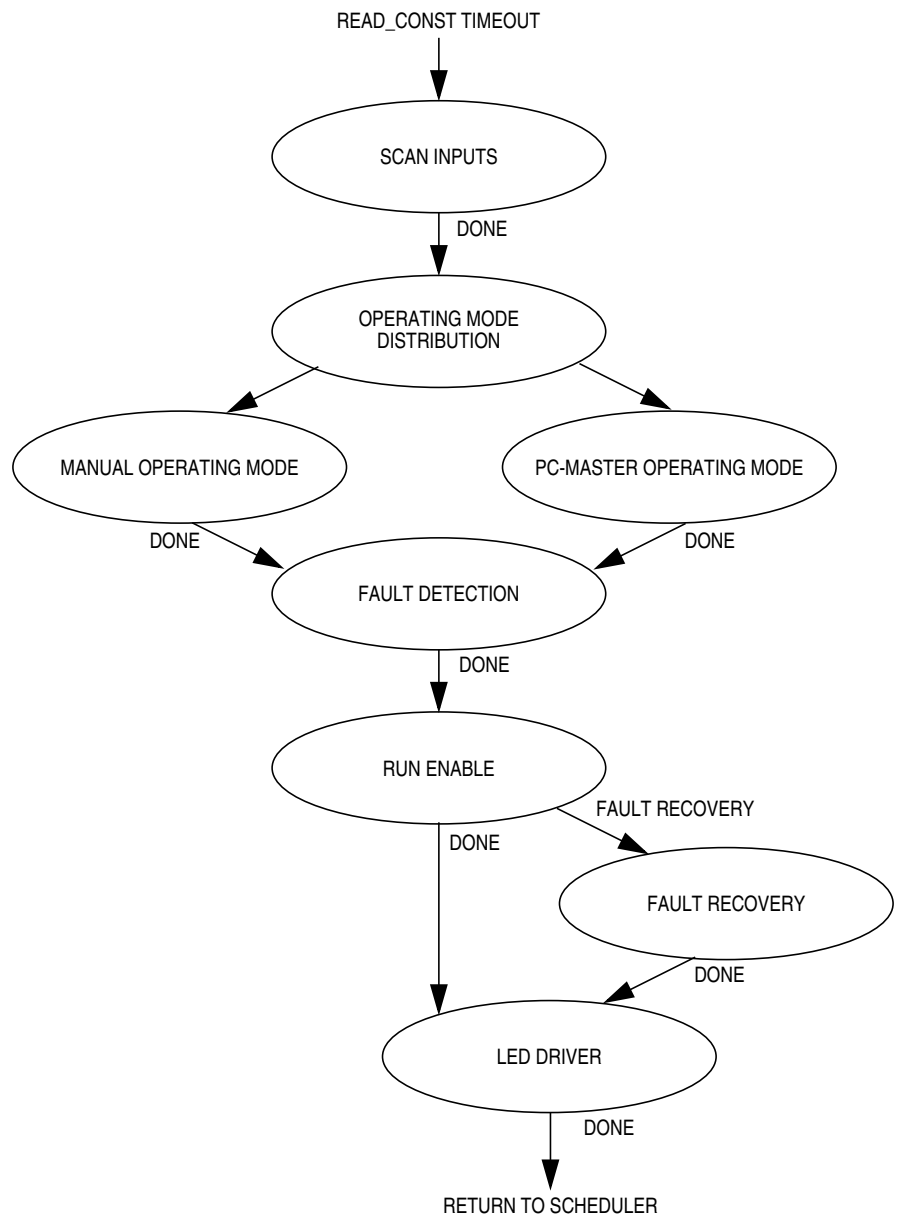 READ_CONST TIMEOUT
SCAN INPUTS
DONE
OPERATING MODE
DISTRIBUTION
MANUAL OPERATING MODE
PC-MASTER OPERATING MODE
DONE
DONE
FAULT DETECTION
DONE
RUN ENABLE
FAULT RECOVERY
DONE
FAULT RECOVERY
DONE
LED DRIVER
DONE
RETURN TO SCHEDULER